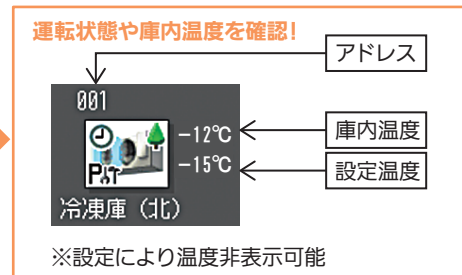 運転状態や庫内温度を確認!
アドレス
001
-12℃
庫内温度
-15℃
設定温度
冷凍庫 (北)
※設定により温度非表示可能